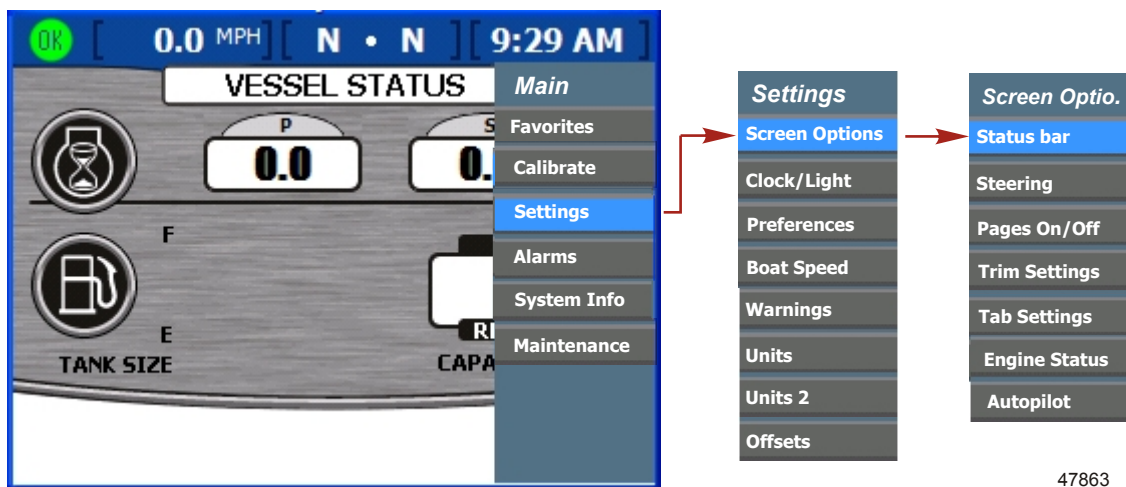 OK [ 0.0 MPH ] [ N • N ] [ 9:29 AM ]
VESSEL STATUS
P
0.0
S
0.
F
E
TANK SIZE
CAPA
Main
Favorites
Calibrate
Settings
Alarms
System Info
Maintenance
Settings
Screen Options
Clock/Light
Preferences
Boat Speed
Warnings
Units
Units 2
Offsets
Screen Optio.
Status bar
Steering
Pages On/Off
Trim Settings
Tab Settings
Engine Status
Autopilot
47863